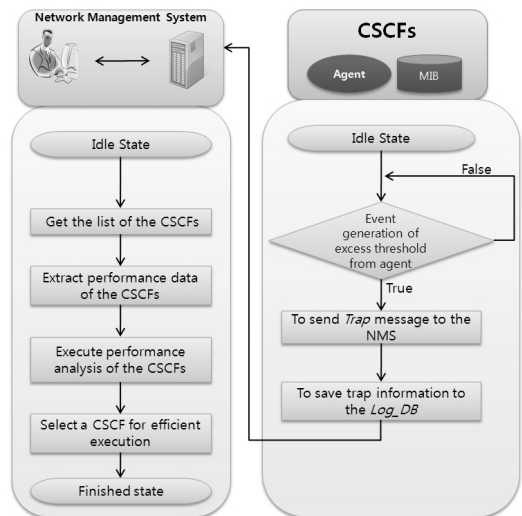 Network Management System
Idle State
Get the list of the CSCFs
Extract performance data
of the CSCFs
Execute performance
analysis of the CSCFs
Select a CSCF for efficient
execution
Finished state
CSCFs
Agent
MIB
Idle State
False
Event
generation of
excess threshold
from agent
True
To send Trap message to the
NMS
To save trap information to
the Log_DB